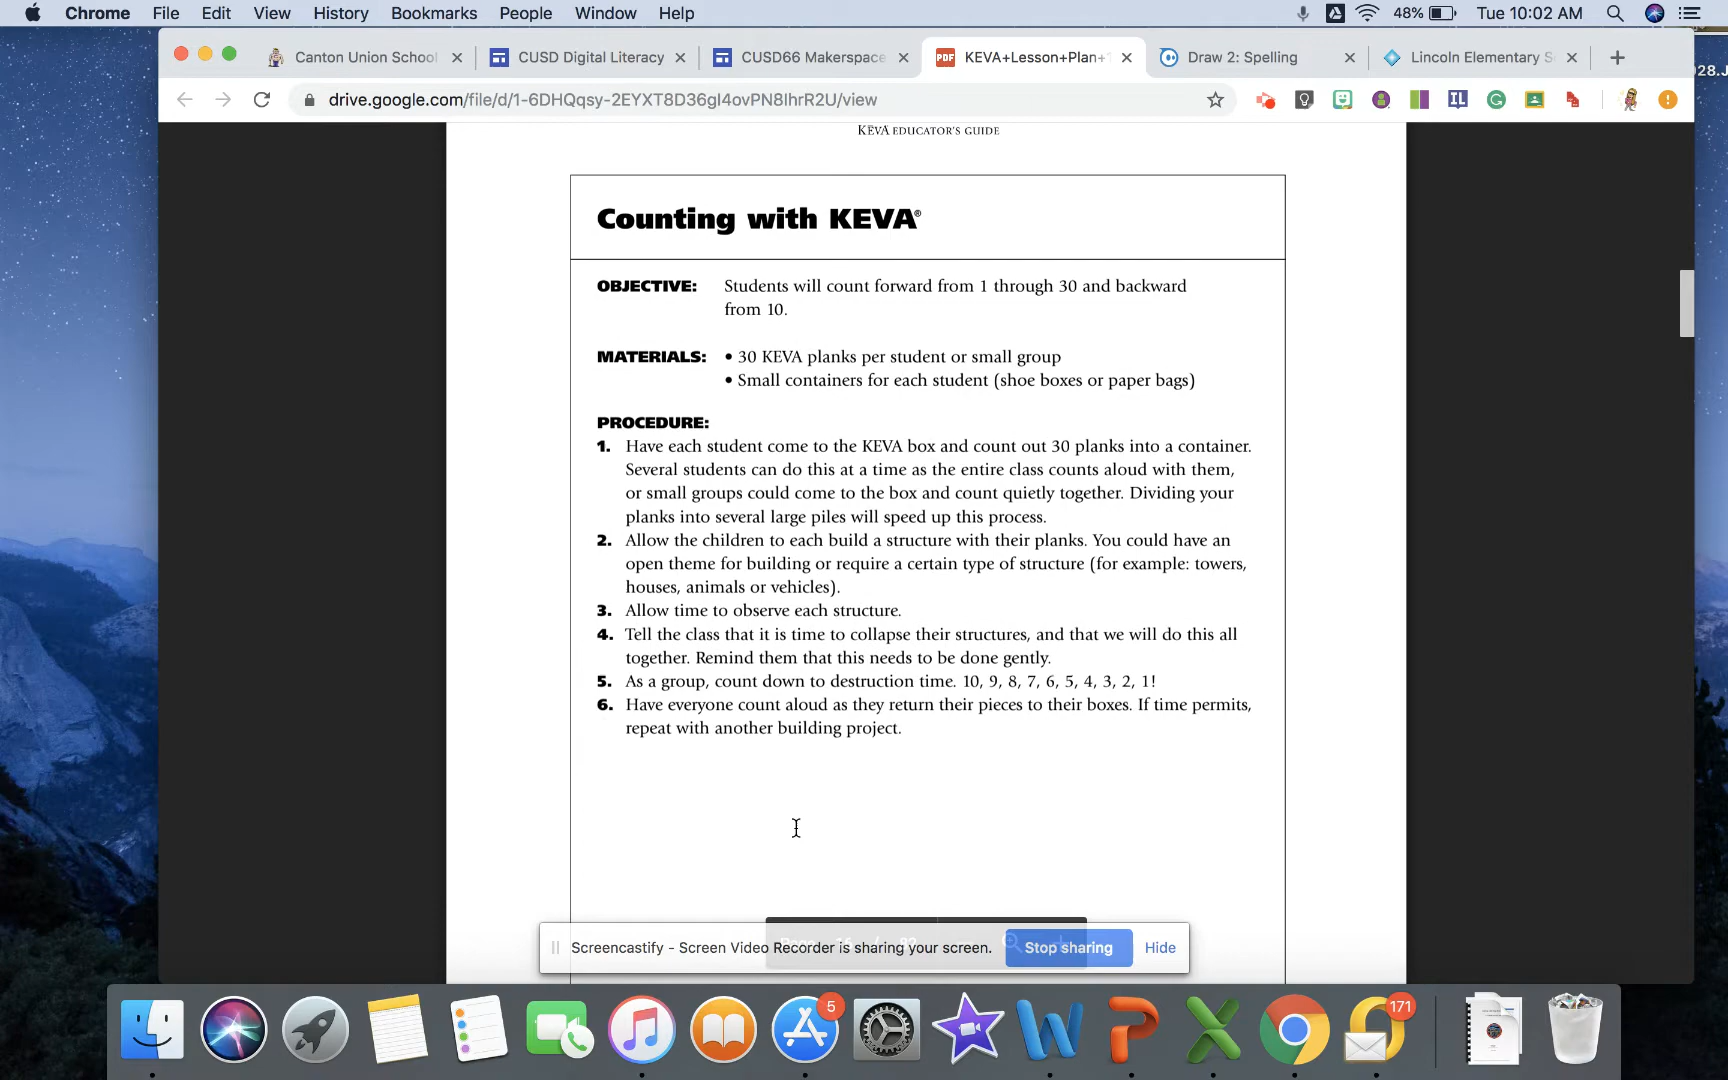 Chrome File Edit View History Bookmarks People Window Help 48% Tue 10:02 AM
Canton Union School CUSD Digital Literacy CUSD66 Makerspace KEVA+Lesson+Plan+ Draw 2: Spelling Lincoln Elementary S
028.J
drive.google.com/file/d/1-6DHQqsy-2EYXT8D36gI4ovPN8IhrR2U/view
KEVA EDUCATOR'S GUIDE
Counting with KEVA®
OBJECTIVE: Students will count forward from 1 through 30 and backward
from 10.
MATERIALS: • 30 KEVA planks per student or small group
• Small containers for each student (shoe boxes or paper bags)
PROCEDURE:
1. Have each student come to the KEVA box and count out 30 planks into a container.
Several students can do this at a time as the entire class counts aloud with them,
or small groups could come to the box and count quietly together. Dividing your
planks into several large piles will speed up this process.
2. Allow the children to each build a structure with their planks. You could have an
open theme for building or require a certain type of structure (for example: towers,
houses, animals or vehicles).
3. Allow time to observe each structure.
4. Tell the class that it is time to collapse their structures, and that we will do this all
together. Remind them that this needs to be done gently.
5. As a group, count down to destruction time. 10, 9, 8, 7, 6, 5, 4, 3, 2, 1!
6. Have everyone count aloud as they return their pieces to their boxes. If time permits,
repeat with another building project.
Screencastify - Screen Video Recorder is sharing your screen. Stop sharing Hide
5
171